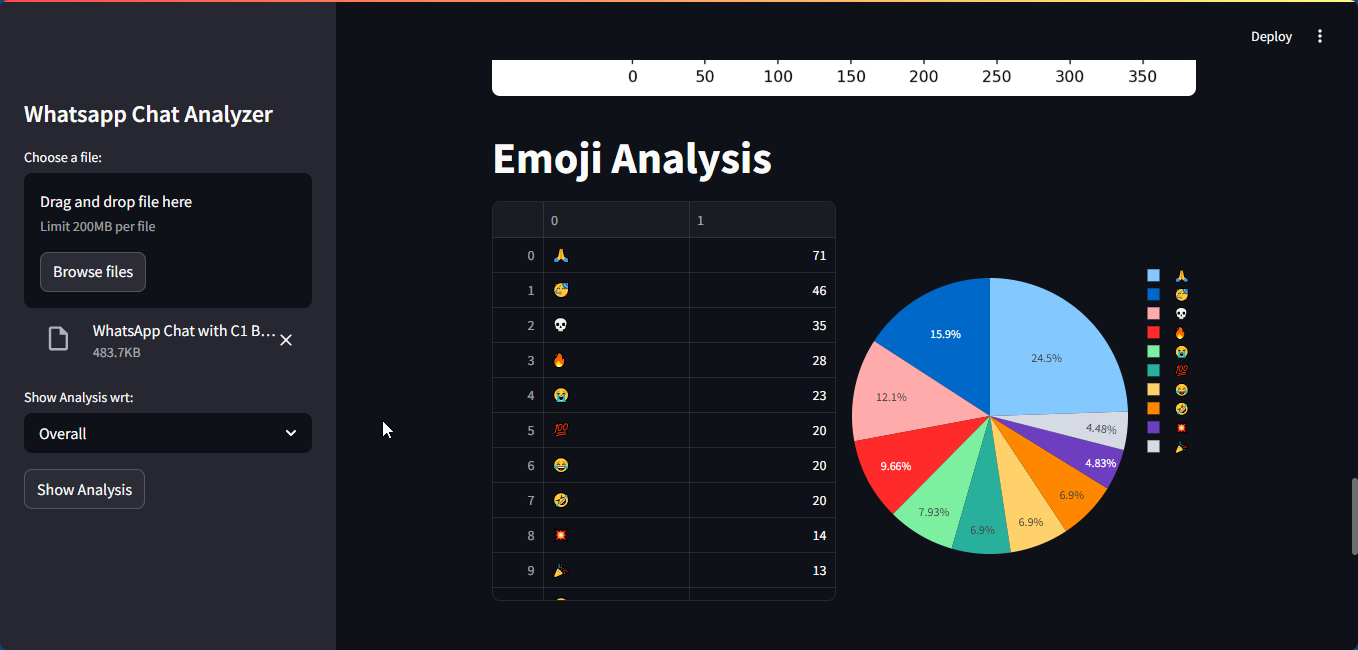 Deploy
Whatsapp Chat Analyzer
Choose a file:
Drag and drop file here
Limit 200MB per file
Browse files
WhatsApp Chat with C1 B...
483.7KB
Show Analysis wrt:
Overall
Show Analysis
0 50 100 150 200 250 300 350
Emoji Analysis
0 1
0 🙏 71
1 😴 46
2 💀 35
3 🔥 28
4 😭 23
5 💯 20
6 😂 20
7 🤣 20
8 💥 14
9 🎉 13
24.5%
15.9%
12.1%
9.66%
7.93%
6.9%
6.9%
6.9%
4.83%
4.48%
🙏
😴
💀
🔥
😭
💯
😂
🤣
💥
🎉